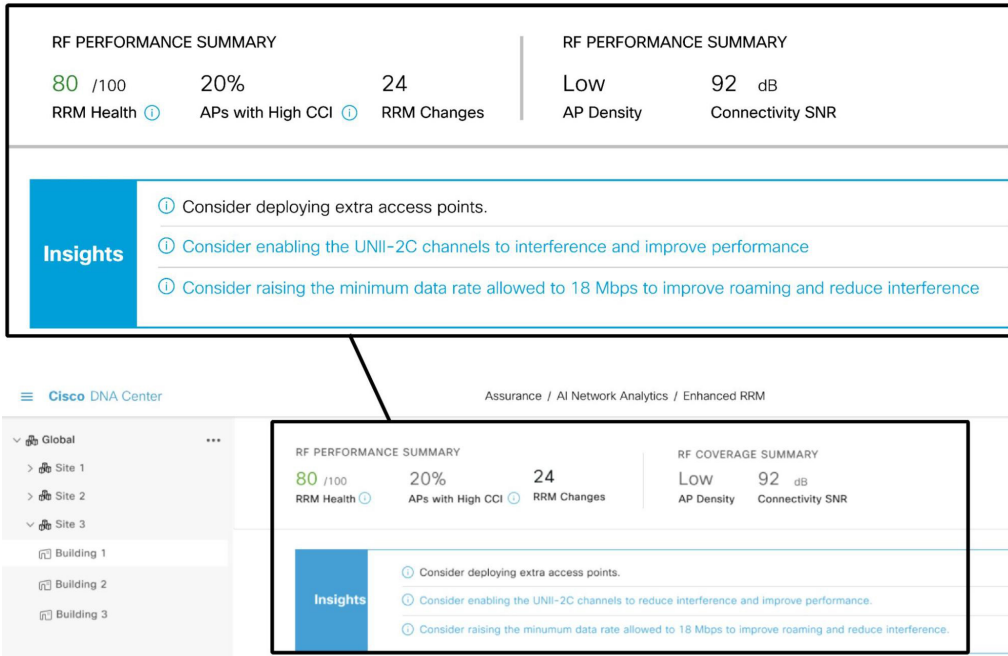 RF PERFORMANCE SUMMARY
80 /100
RRM Health
20%
APs with High CCI
24
RRM Changes
RF PERFORMANCE SUMMARY
Low
AP Density
92 dB
Connectivity SNR
Insights
Consider deploying extra access points.
Consider enabling the UNII-2C channels to interference and improve performance
Consider raising the minimum data rate allowed to 18 Mbps to improve roaming and reduce interference
Cisco DNA Center
Assurance / AI Network Analytics / Enhanced RRM
Global
Site 1
Site 2
Site 3
Building 1
Building 2
Building 3
RF PERFORMANCE SUMMARY
80 /100
RRM Health
20%
APs with High CCI
24
RRM Changes
RF COVERAGE SUMMARY
Low
AP Density
92 dB
Connectivity SNR
Insights
Consider deploying extra access points.
Consider enabling the UNII-2C channels to reduce interference and improve performance.
Consider raising the minumum data rate allowed to 18 Mbps to improve roaming and reduce interference.